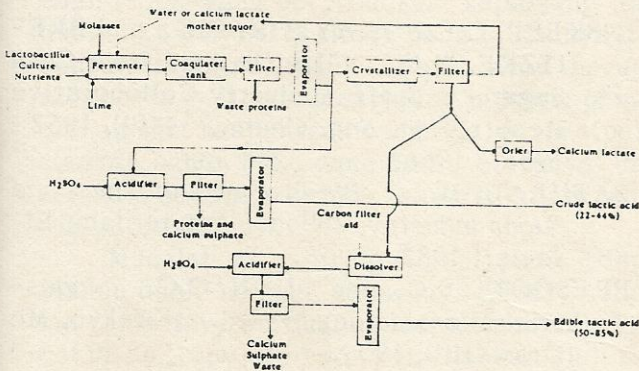 Molasses
Water or calcium lactate
mother liquor
Lactobacillus
Culture
Nutrients
Fermenter
Coagulater
tank
Filter
Evaporator
Crystallizer
Filter
Lime
Waste proteins
Drier
Calcium lactate
H₂SO₄
Acidifier
Filter
Evaporator
Crude lactic acid
(22-44%)
Proteins and
calcium sulphate
Carbon filter
aid
H₂SO₄
Acidifier
Dissolver
Filter
Evaporator
Edible lactic acid
(50-85%)
Calcium
Sulphate
Waste